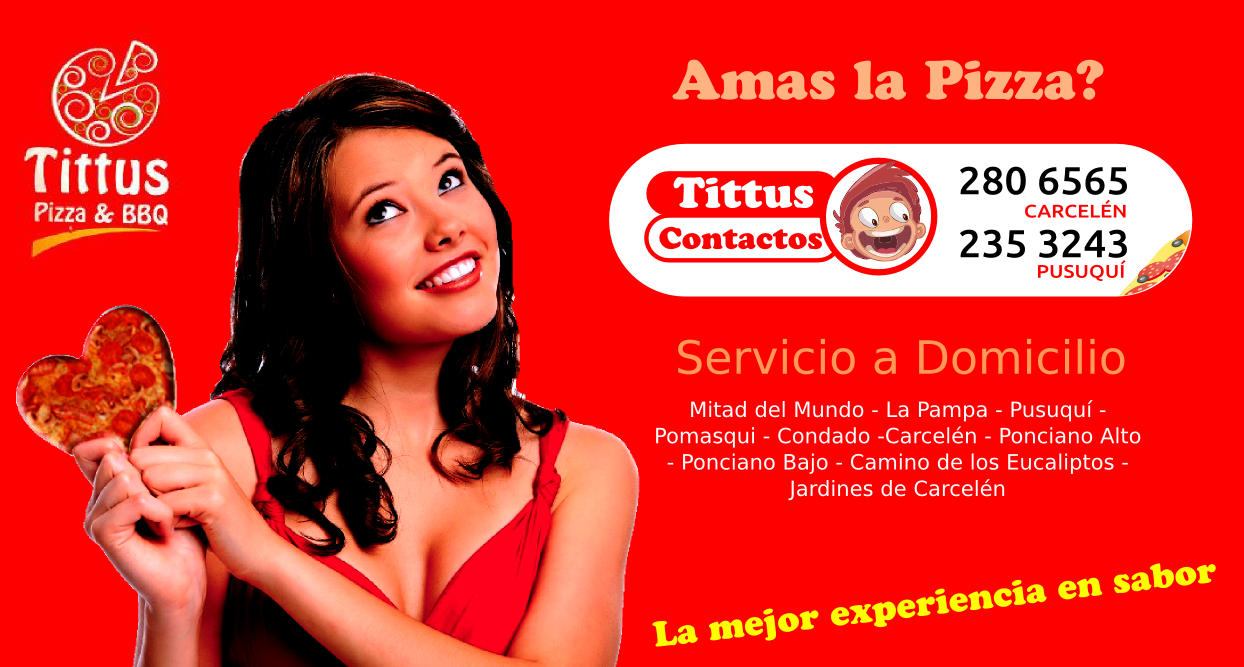 Tittus
Pizza & BBQ
Amas la Pizza?
Tittus
Contactos
280 6565
CARCELÉN
235 3243
PUSUQUÍ
Servicio a Domicilio
Mitad del Mundo - La Pampa - Pusuquí -
Pomasqui - Condado -Carcelén - Ponciano Alto
- Ponciano Bajo - Camino de los Eucaliptos -
Jardines de Carcelén
La mejor experiencia en sabor